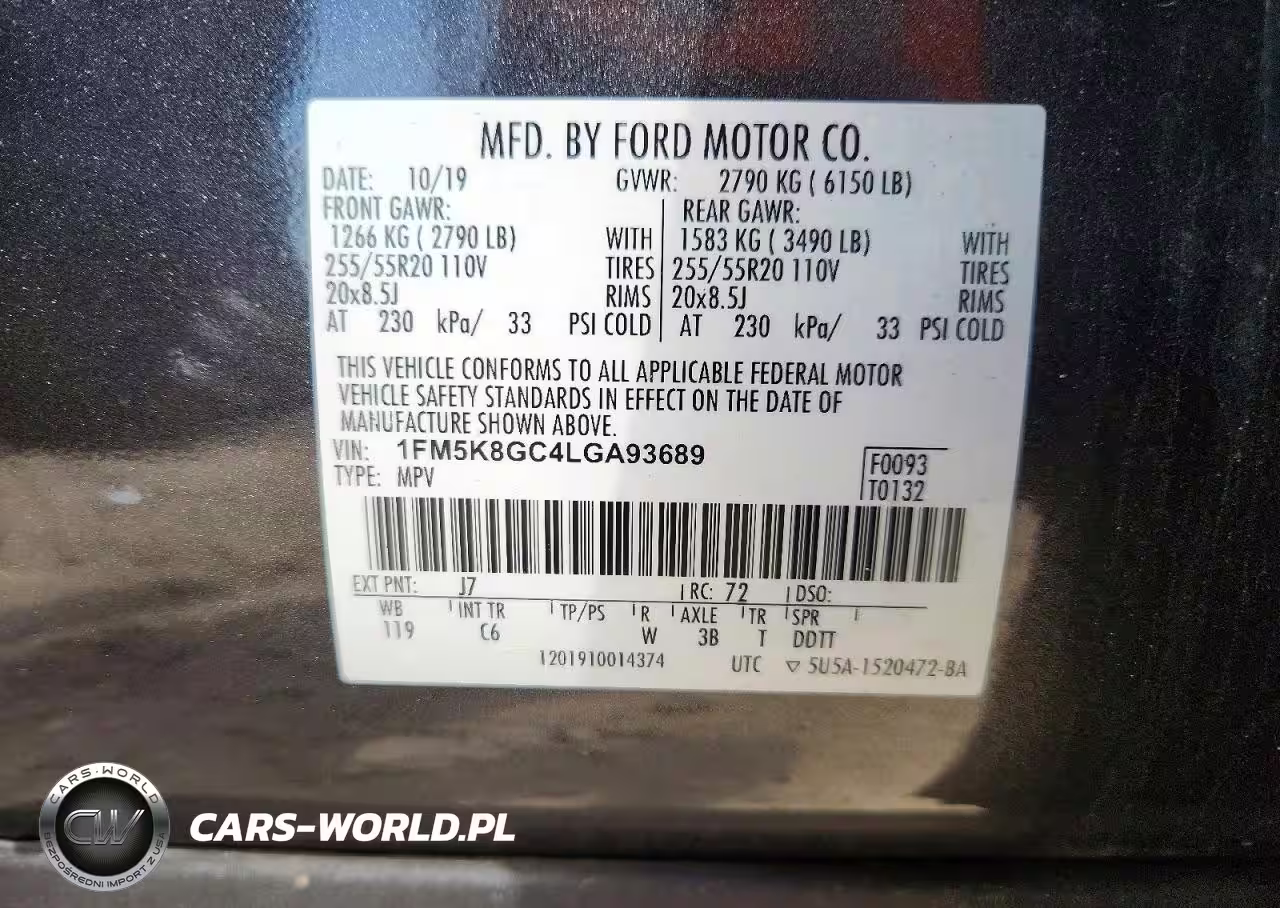 MFD. BY FORD MOTOR CO.
DATE: 10/19 GVWR: 2790 KG ( 6150 LB)
FRONT GAWR: REAR GAWR:
1266 KG ( 2790 LB) WITH 1583 KG ( 3490 LB) WITH
255/55R20 110V TIRES 255/55R20 110V TIRES
20x8.5J RIMS 20x8.5J RIMS
AT 230 kPa/ 33 PSI COLD AT 230 kPa/ 33 PSI COLD
THIS VEHICLE CONFORMS TO ALL APPLICABLE FEDERAL MOTOR
VEHICLE SAFETY STANDARDS IN EFFECT ON THE DATE OF
MANUFACTURE SHOWN ABOVE.
VIN: 1FM5K8GC4LGA93689
F0093
TYPE: MPV
T0132
EXT PNT: J7 RC: 72 DSO:
WB INT TR TP/PS R AXLE TR SPR
119 C6 W 3B T DDTT
1201910014374 UTC ▽ 5U5A-1520472-BA
CARS-WORLD
CW
BEZPOŚREDNI IMPORT Z USA
CARS-WORLD.PL